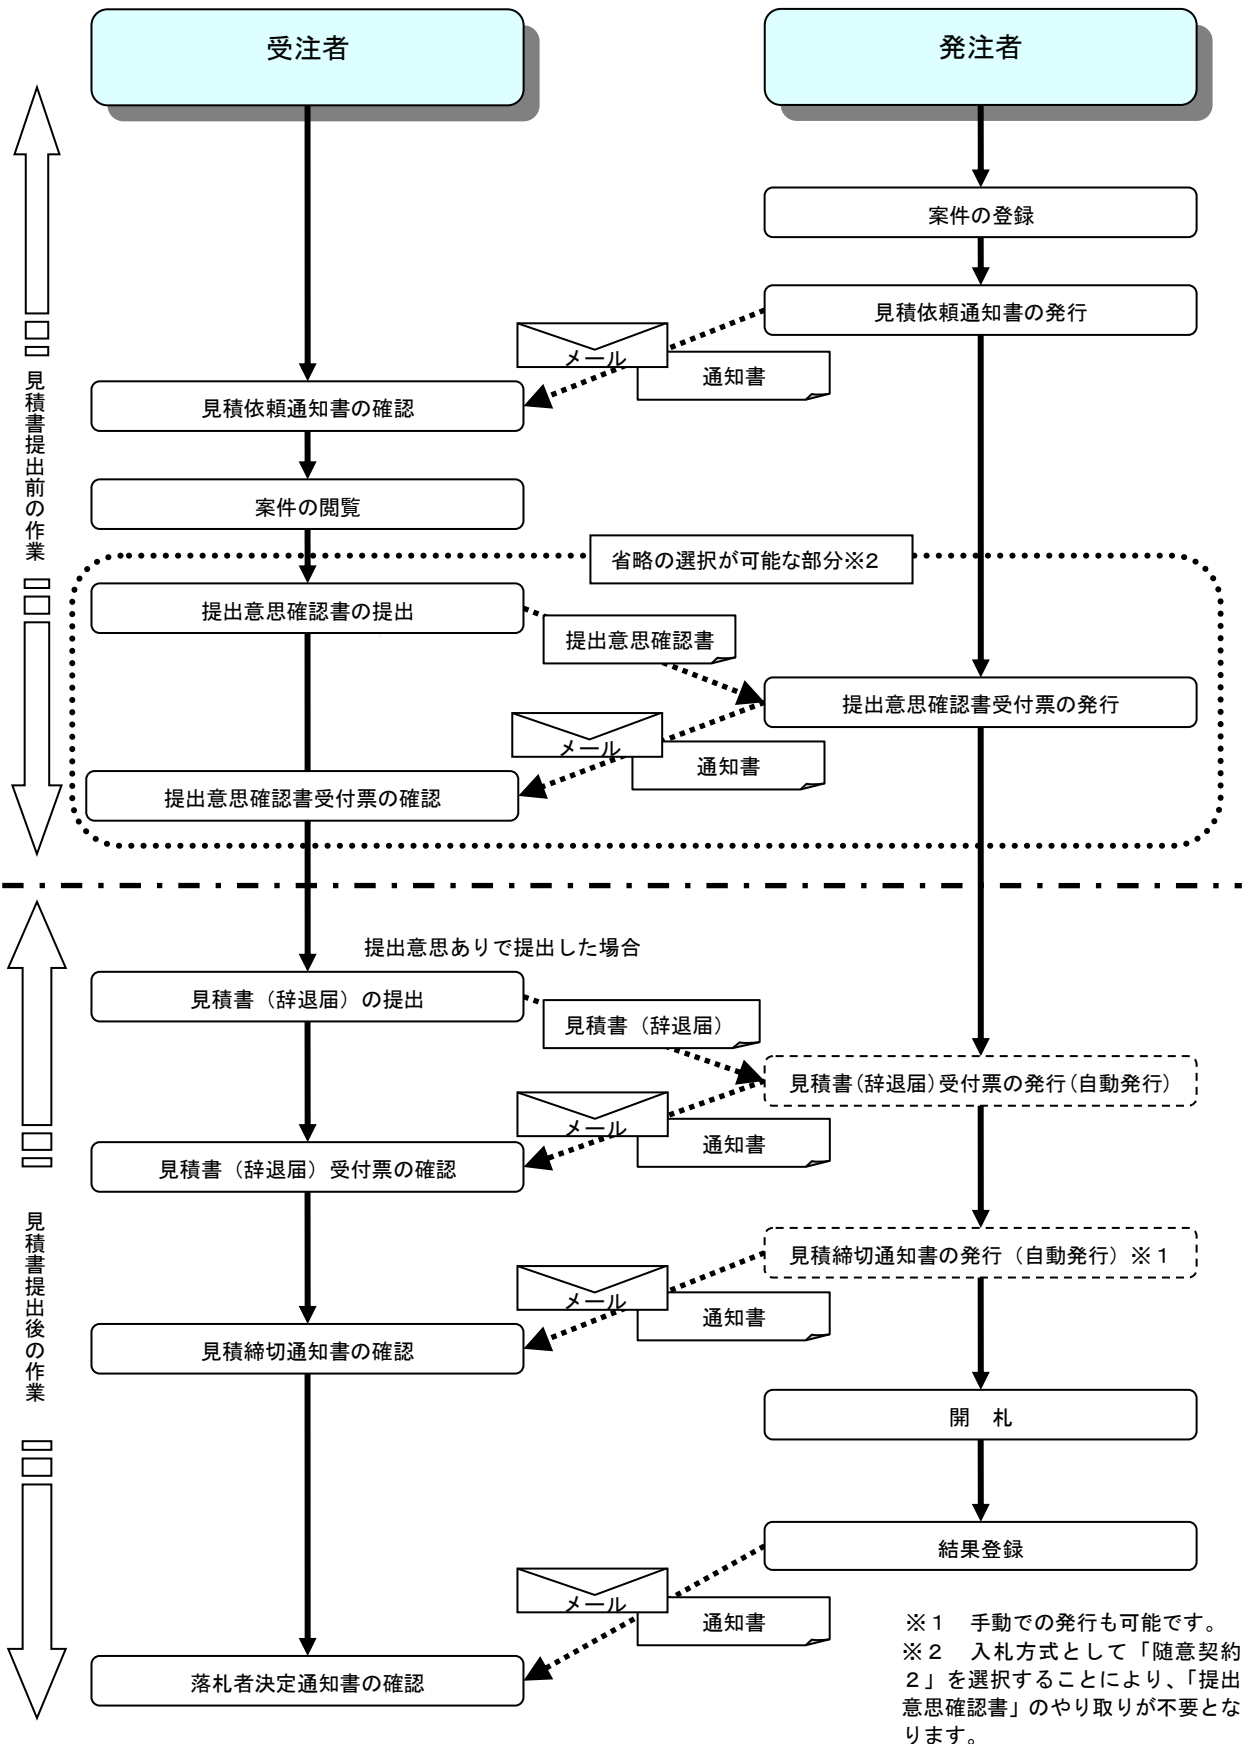 受注者
発注者
案件の登録
見積依頼通知書の発行
メール
通知書
見積依頼通知書の確認
見積書提出前の作業
案件の閲覧
省略の選択が可能な部分※2
提出意思確認書の提出
提出意思確認書
提出意思確認書受付票の発行
メール
通知書
提出意思確認書受付票の確認
提出意思ありで提出した場合
見積書（辞退届）の提出
見積書（辞退届）
見積書(辞退届)受付票の発行(自動発行)
メール
通知書
見積書（辞退届）受付票の確認
見積書提出後の作業
見積締切通知書の発行（自動発行）※１
メール
通知書
見積締切通知書の確認
開　札
結果登録
メール
通知書
落札者決定通知書の確認
※１　手動での発行も可能です。
※２　入札方式として「随意契約
２」を選択することにより、「提出
意思確認書」のやり取りが不要とな
ります。